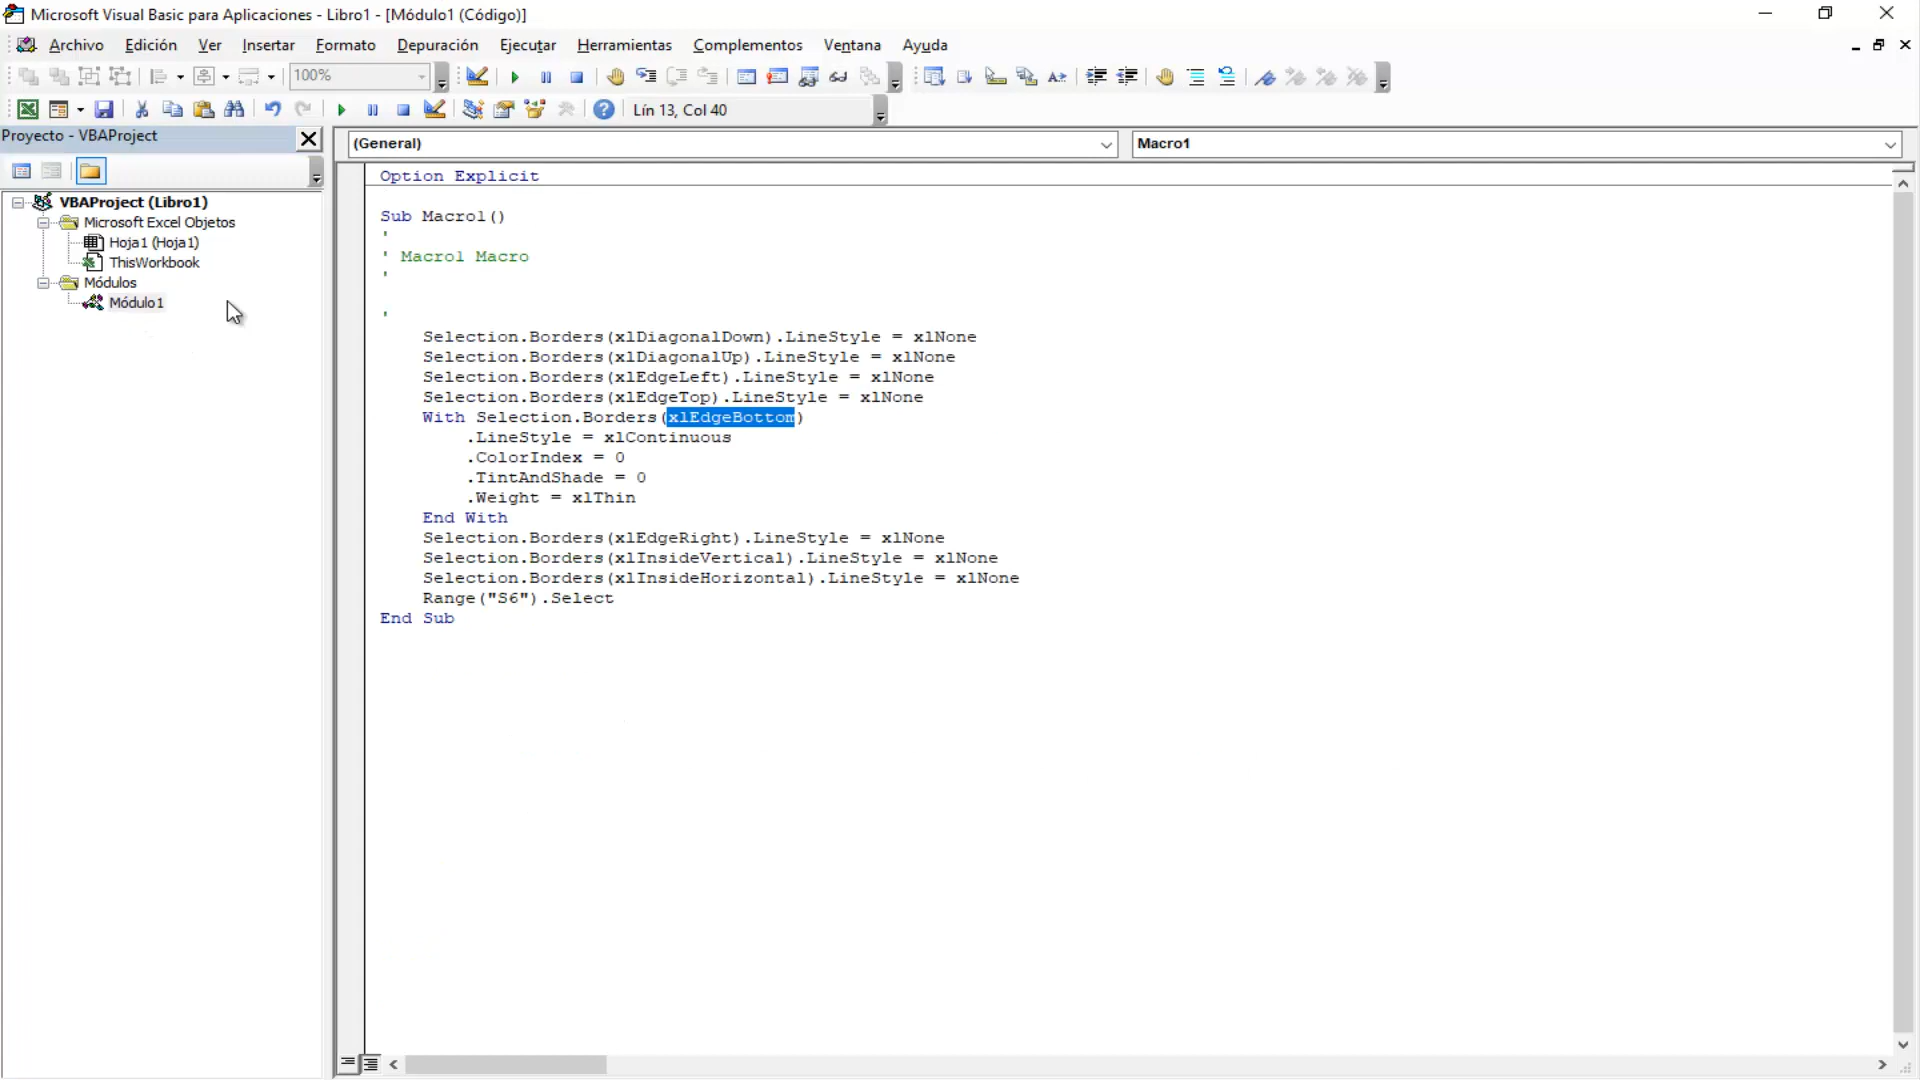 Microsoft Visual Basic para Aplicaciones - Libro1 - [Módulo1 (Código)]
Archivo Edición Ver Insertar Formato Depuración Ejecutar Herramientas Complementos Ventana Ayuda
100%
Lín 13, Col 40
Proyecto - VBAProject
(General)
Macro1
VBAProject (Libro1)
Microsoft Excel Objetos
Hoja1 (Hoja1)
ThisWorkbook
Módulos
Módulo1
Option Explicit
Sub Macro1()
'
' Macro1 Macro
'
'
Selection.Borders(xlDiagonalDown).LineStyle = xlNone
Selection.Borders(xlDiagonalUp).LineStyle = xlNone
Selection.Borders(xlEdgeLeft).LineStyle = xlNone
Selection.Borders(xlEdgeTop).LineStyle = xlNone
With Selection.Borders(xlEdgeBottom)
.LineStyle = xlContinuous
.ColorIndex = 0
.TintAndShade = 0
.Weight = xlThin
End With
Selection.Borders(xlEdgeRight).LineStyle = xlNone
Selection.Borders(xlInsideVertical).LineStyle = xlNone
Selection.Borders(xlInsideHorizontal).LineStyle = xlNone
Range("S6").Select
End Sub